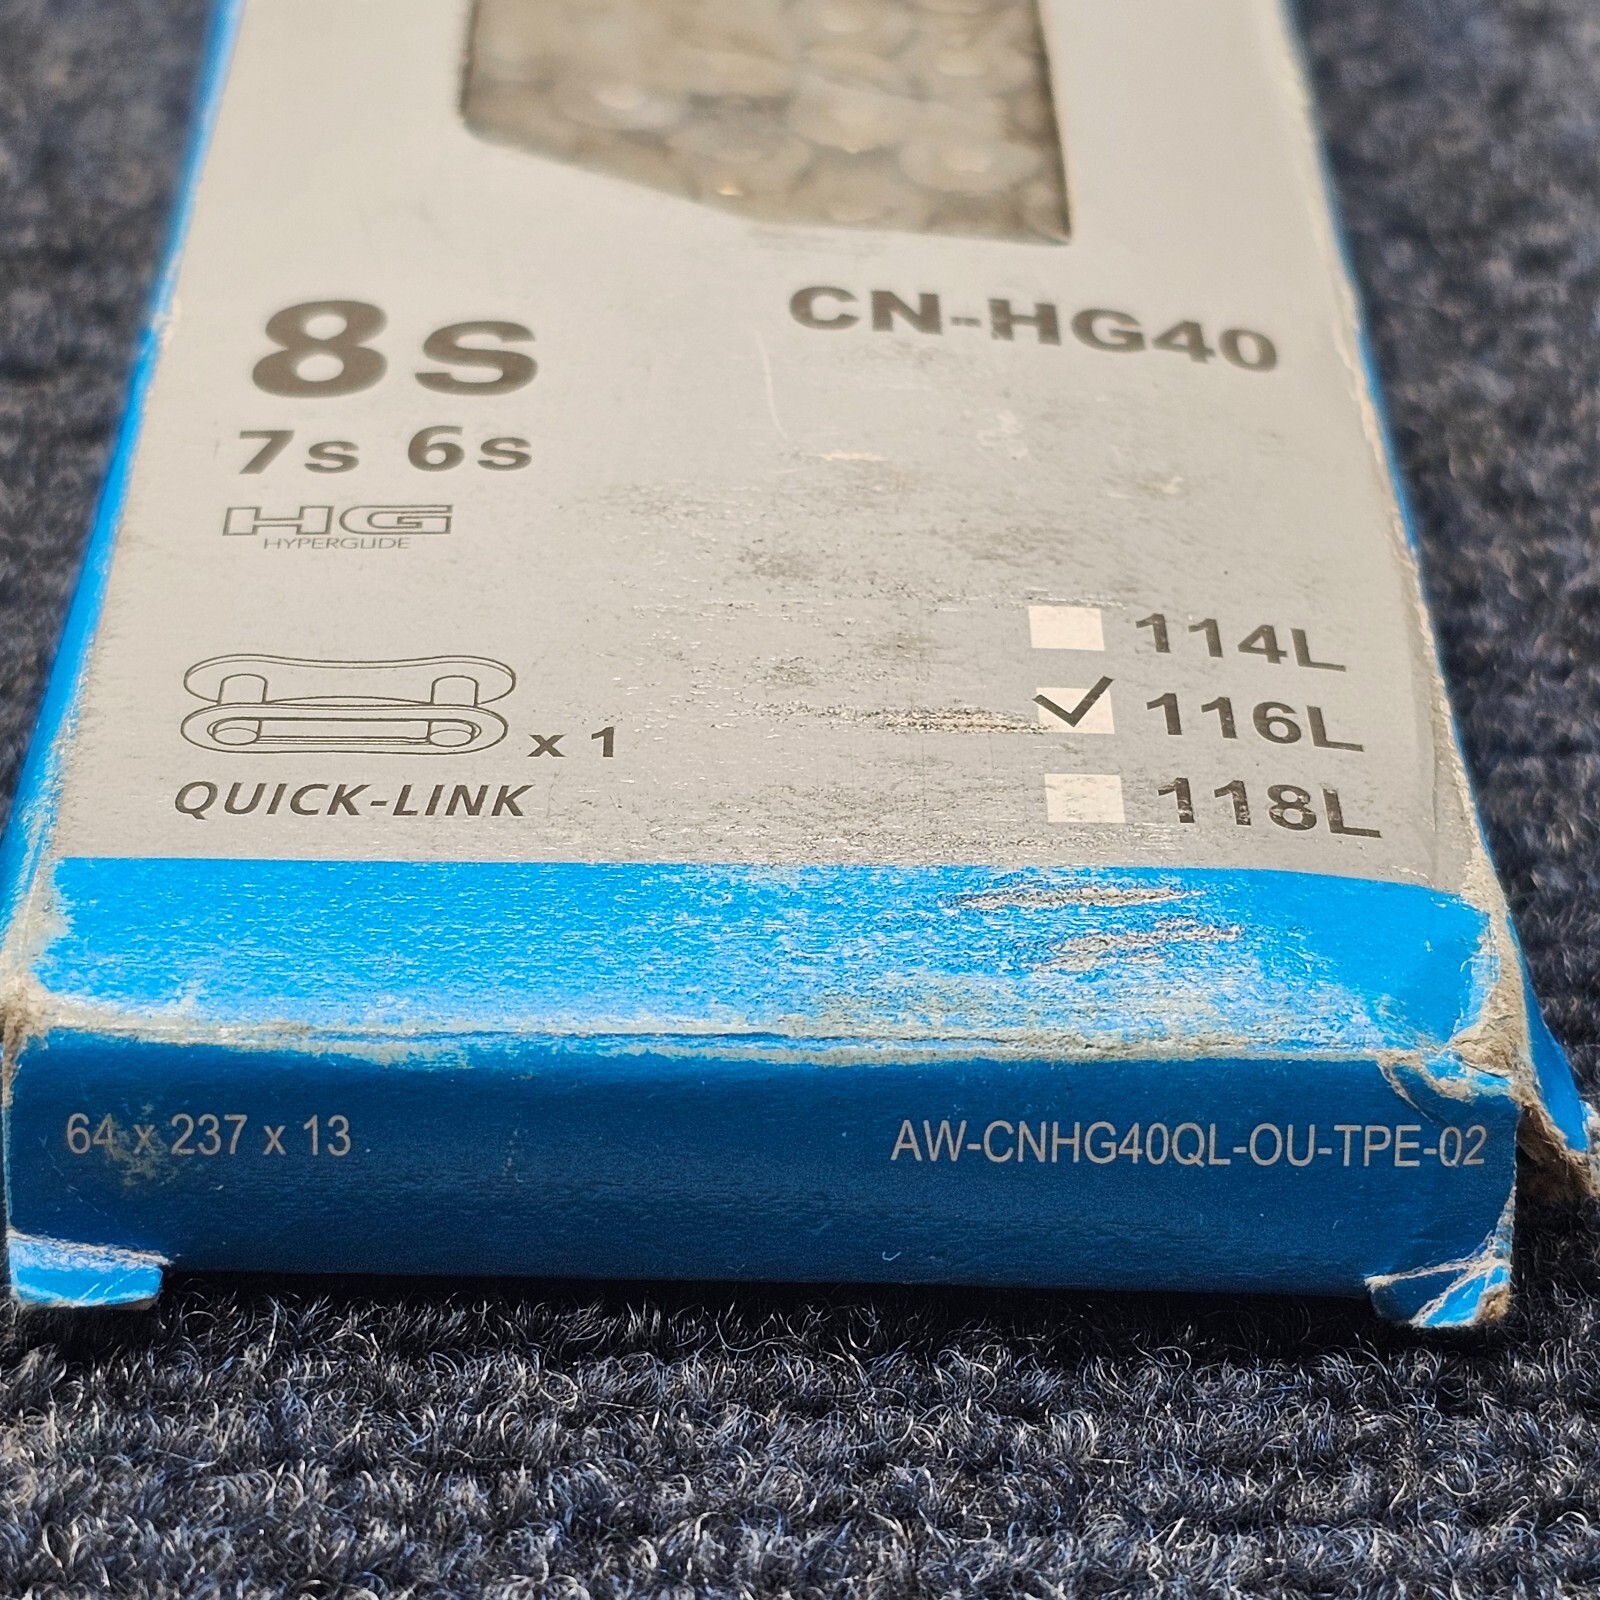 8s
CN-HG40
7s 6s
HG
HYPERGLIDE
114L
116L
118L
x 1
QUICK-LINK
64 x 237 x 13
AW-CNHG40QL-OU-TPE-02